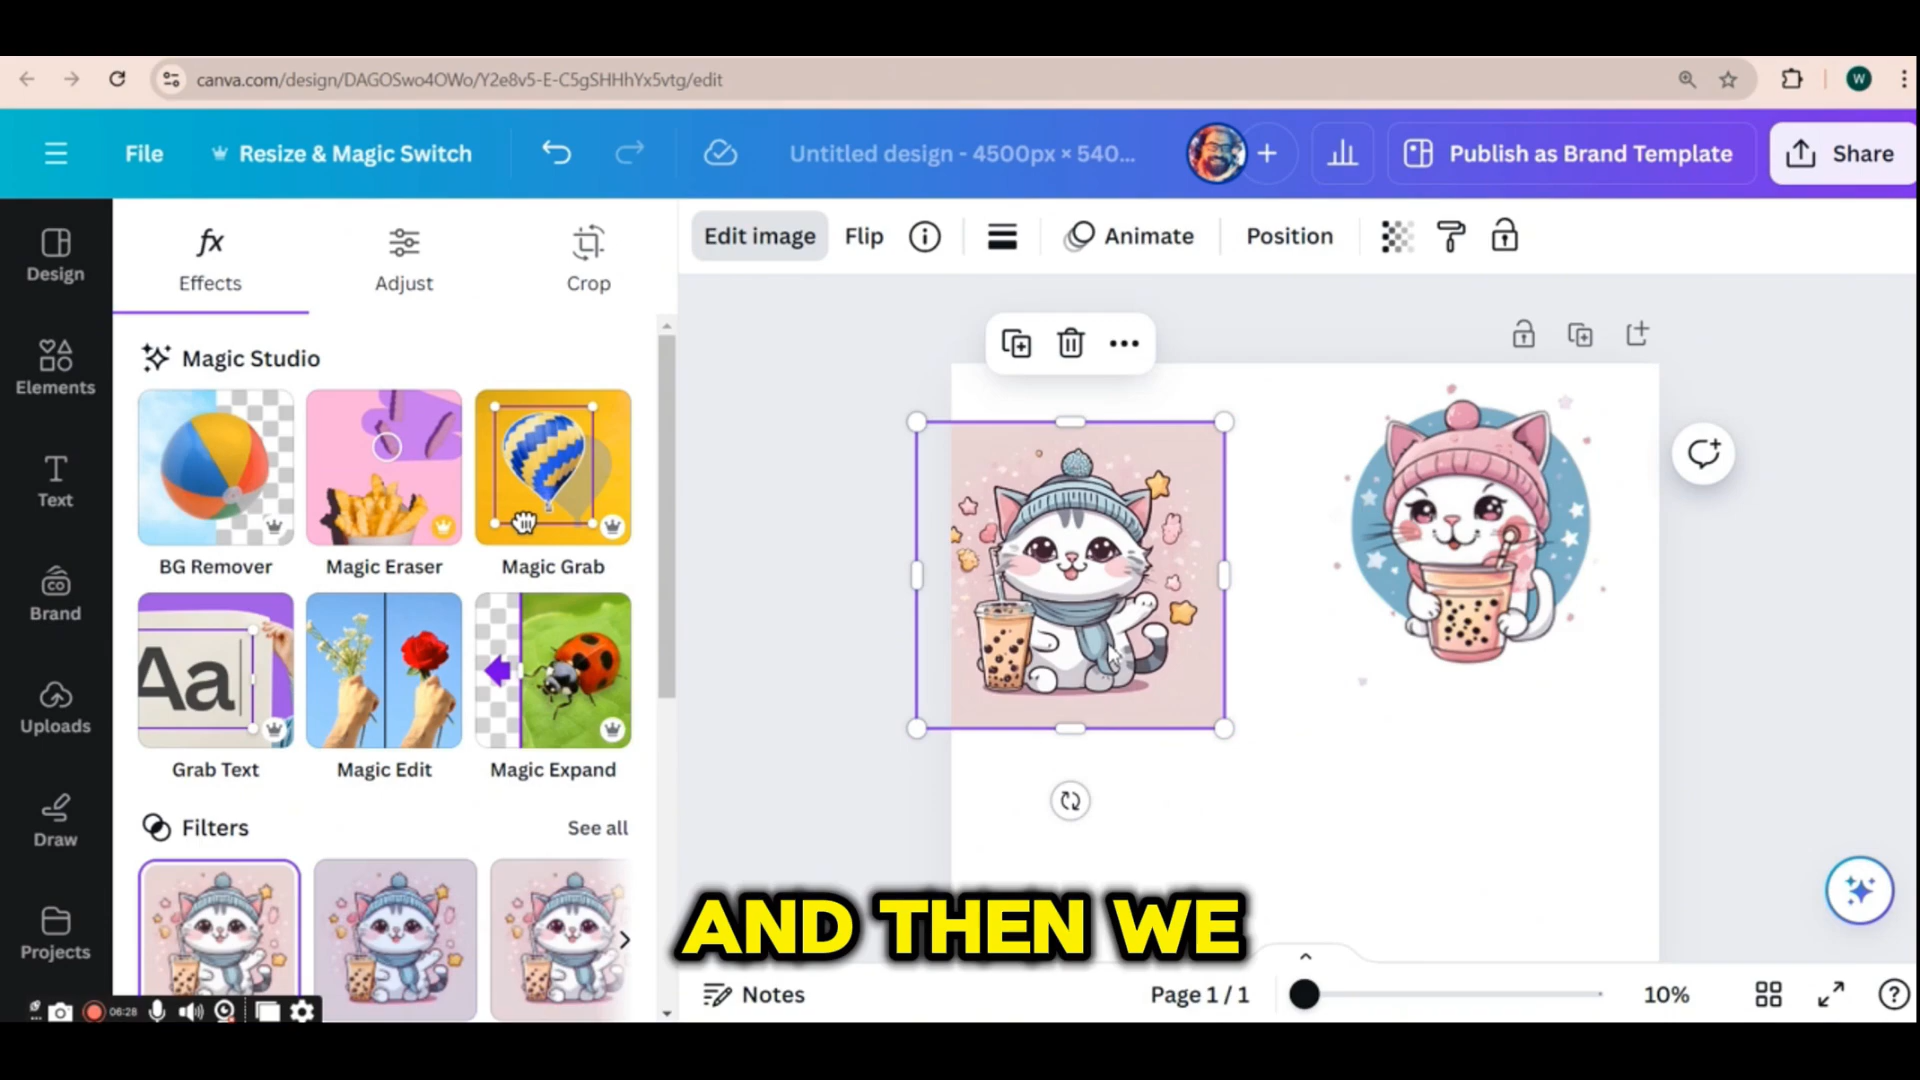 canva.com/design/DAGOSwo4OWo/Y2e8v5-E-C5gSHHhYx5vtg/edit
W
File
Resize & Magic Switch
Untitled design - 4500px × 540...
Publish as Brand Template
Share
Design
Elements
Text
Brand
Uploads
Draw
Projects
Effects
Adjust
Crop
Edit image
Flip
Animate
Position
Magic Studio
BG Remover
Magic Eraser
Magic Grab
Aa
Grab Text
Magic Edit
Magic Expand
Filters
See all
AND THEN WE
06:28
Notes
Page 1 / 1
10%